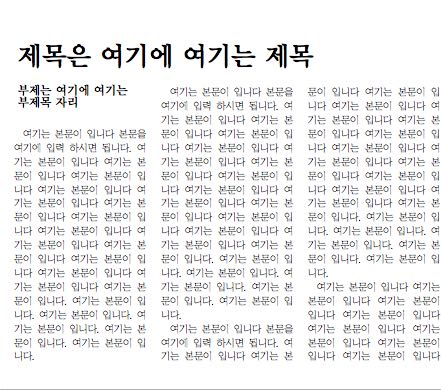 제목은 여기에 여기는 제목
부제는 여기에 여기는
부제목 자리
여기는 본문이 입니다 본문을
여기에 입력 하시면 됩니다. 여
기는 본문이 입니다 여기는 본
문이 입니다 여기는 본문이 입
니다 여기는 본문이 입니다 여
기는 본문이 입니다 여기는 본
문이 입니다 여기는 본문이 입
니다 여기는 본문이 입니다 여
기는 본문이 입니다. 여기는 본
문이 입니다. 여기는 본문이 입
니다 여기는 본문이 입니다 여
기는 본문이 입니다 여기는 본
문이 입니다. 여기는 본문이 입
니다. 여기는 본문이 입니다. 여
기는 본문이 입니다. 여기는 본
문이 입니다. 여기는 본문이 입
니다.
여기는 본문이 입니다 본문을
여기에 입력 하시면 됩니다. 여
기는 본문이 입니다 여기는 본
문이 입니다 여기는 본문이 입
니다 여기는 본문이 입니다 여
기는 본문이 입니다 여기는 본
문이 입니다 여기는 본문이 입
니다 여기는 본문이 입니다 여
기는 본문이 입니다 여기는 본
문이 입니다 여기는 본문이 입
니다 여기는 본문이 입니다 여
기는 본문이 입니다 여기는 본
문이 입니다. 여기는 본문이 입
니다. 여기는 본문이 입니다. 여
기는 본문이 입니다. 여기는 본
문이 입니다. 여기는 본문이 입
니다.
여기는 본문이 입니다 본문을
여기에 입력 하시면 됩니다. 여
기는 본문이 입니다 여기는 본
문이 입니다 여기는 본문이 입
니다 여기는 본문이 입니다 여
기는 본문이 입니다 여기는 본
문이 입니다 여기는 본문이 입
니다 여기는 본문이 입니다 여
기는 본문이 입니다 여기는 본
문이 입니다 여기는 본문이 입
니다 여기는 본문이 입니다 여
기는 본문이 입니다 여기는 본
문이 입니다. 여기는 본문이 입
니다. 여기는 본문이 입니다. 여
기는 본문이 입니다. 여기는 본
문이 입니다. 여기는 본문이 입
니다.
여기는 본문이 입니다 여기는
본문이 입니다 여기는 본문이
입니다 여기는 본문이 입니다
여기는 본문이 입니다 여기는
본문이 입니다 여기는 본문이
입니다 여기는 본문이 입니다